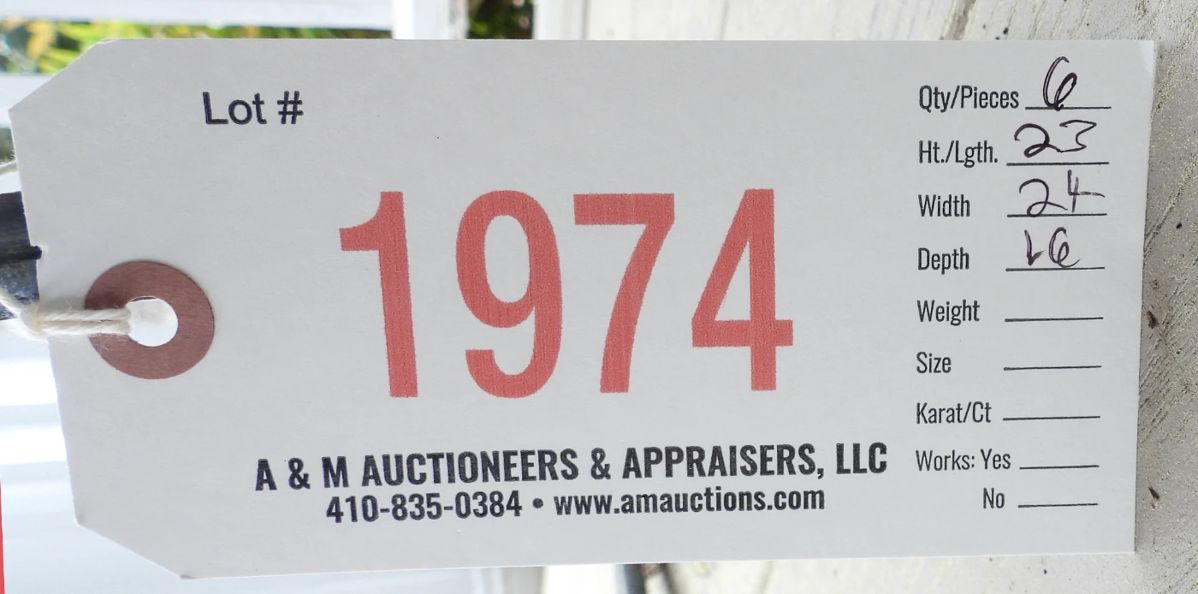 Lot #
1974
A & M AUCTIONEERS & APPRAISERS, LLC
410-835-0384 • www.amauctions.com
Qty/Pieces 6
Ht./Lgth. 23
Width 24
Depth 16
Weight
Size
Karat/Ct
Works: Yes
No